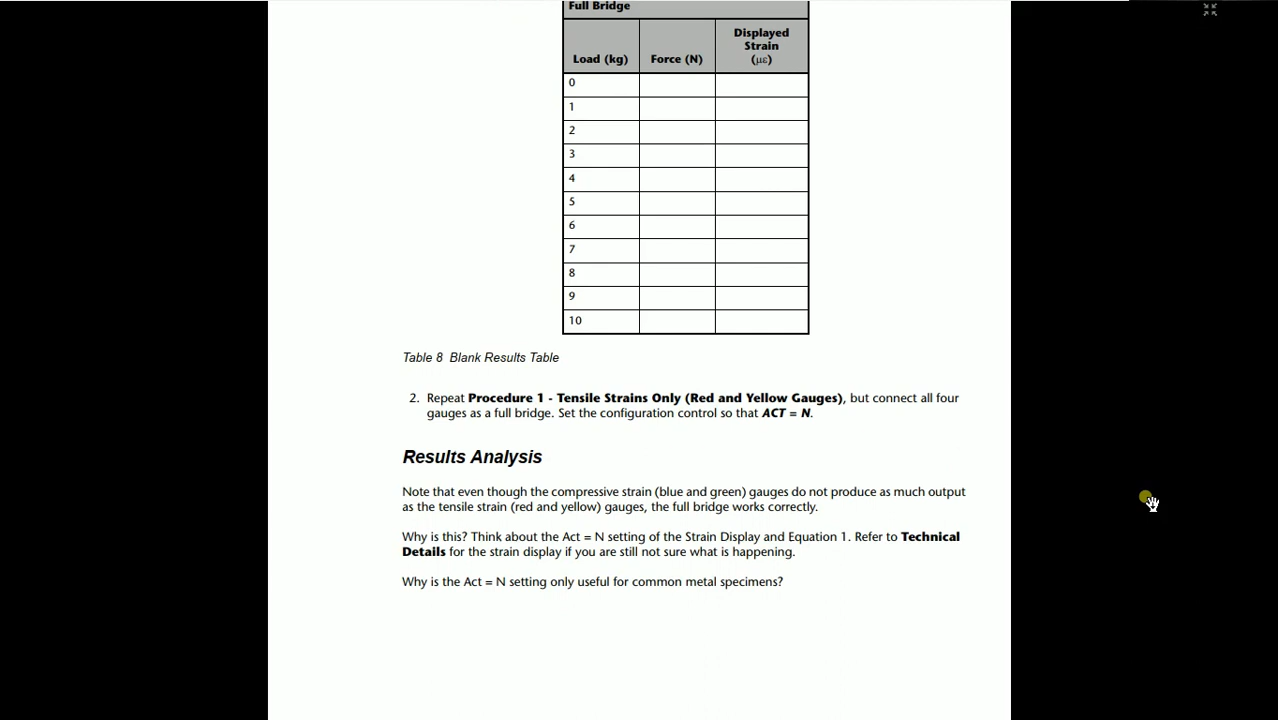 Full Bridge
Load (kg) Force (N) Displayed Strain (με)
0
1
2
3
4
5
6
7
8
9
10
Table 8 Blank Results Table
2. Repeat Procedure 1 - Tensile Strains Only (Red and Yellow Gauges), but connect all four
gauges as a full bridge. Set the configuration control so that ACT = N.
Results Analysis
Note that even though the compressive strain (blue and green) gauges do not produce as much output
as the tensile strain (red and yellow) gauges, the full bridge works correctly.
Why is this? Think about the Act = N setting of the Strain Display and Equation 1. Refer to Technical
Details for the strain display if you are still not sure what is happening.
Why is the Act = N setting only useful for common metal specimens?